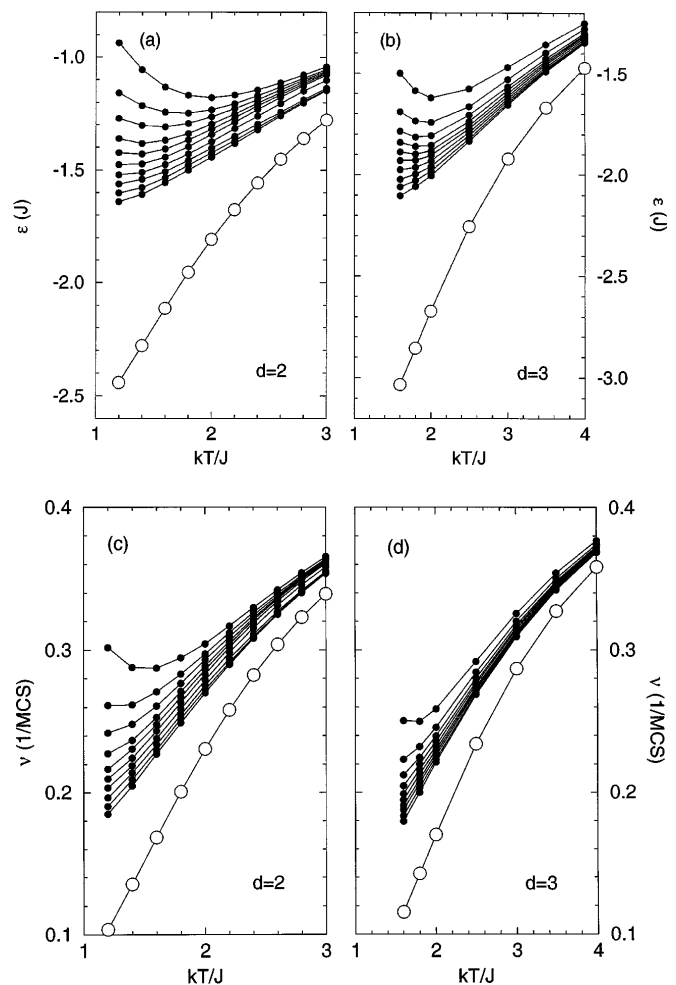 (a)
(b)
-1.0
-1.5
-2.0
-2.5
ε (J)
-1.5
-2.0
-2.5
-3.0
ε (J)
d=2
d=3
1 2 3
1 2 3 4
kT/J
kT/J
(c)
(d)
0.4
0.3
0.2
0.1
ν (1/MCS)
0.4
0.3
0.2
0.1
ν (1/MCS)
d=2
d=3
1 2 3
1 2 3 4
kT/J
kT/J